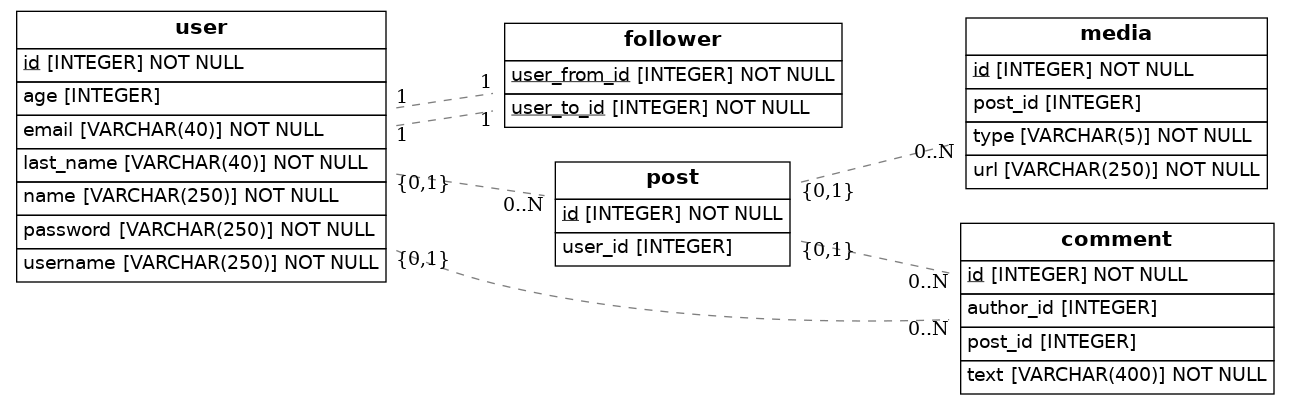 user
id [INTEGER] NOT NULL
age [INTEGER]
email [VARCHAR(40)] NOT NULL
last_name [VARCHAR(40)] NOT NULL
name [VARCHAR(250)] NOT NULL
password [VARCHAR(250)] NOT NULL
username [VARCHAR(250)] NOT NULL
1
1
1
1
{0,1}
0..N
{0,1}
0..N
follower
user_from_id [INTEGER] NOT NULL
user_to_id [INTEGER] NOT NULL
post
id [INTEGER] NOT NULL
user_id [INTEGER]
{0,1}
0..N
{0,1}
0..N
media
id [INTEGER] NOT NULL
post_id [INTEGER]
type [VARCHAR(5)] NOT NULL
url [VARCHAR(250)] NOT NULL
comment
id [INTEGER] NOT NULL
author_id [INTEGER]
post_id [INTEGER]
text [VARCHAR(400)] NOT NULL